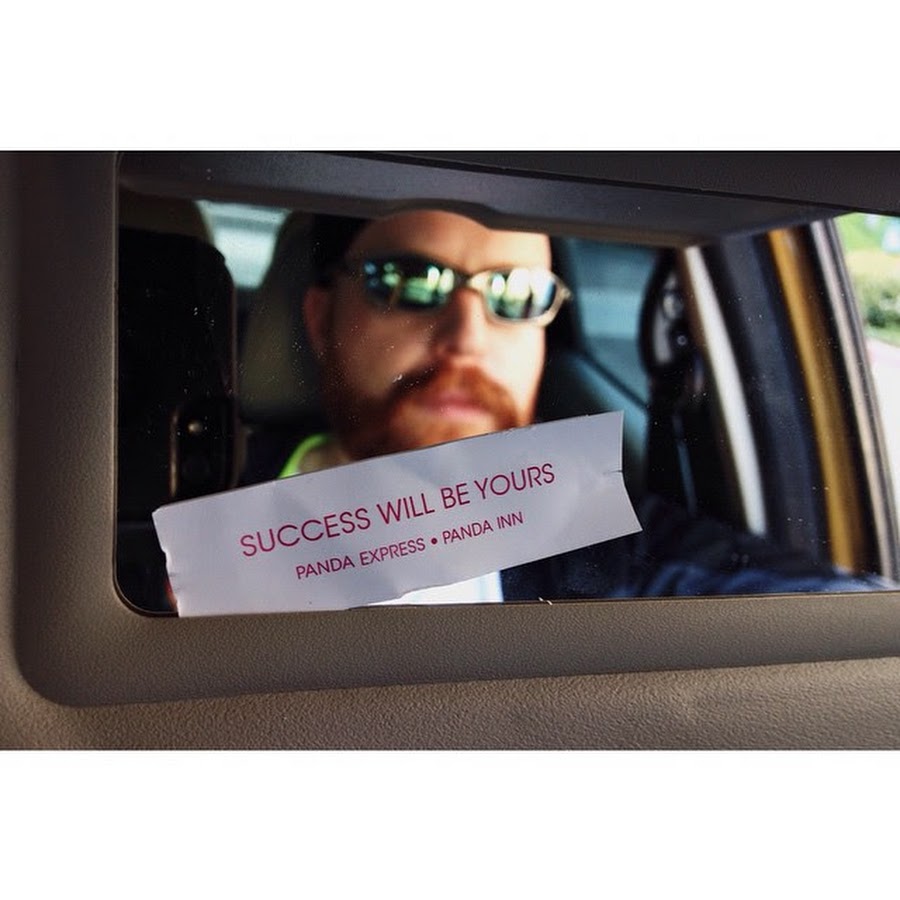 SUCCESS WILL BE YOURS
PANDA EXPRESS • PANDA INN